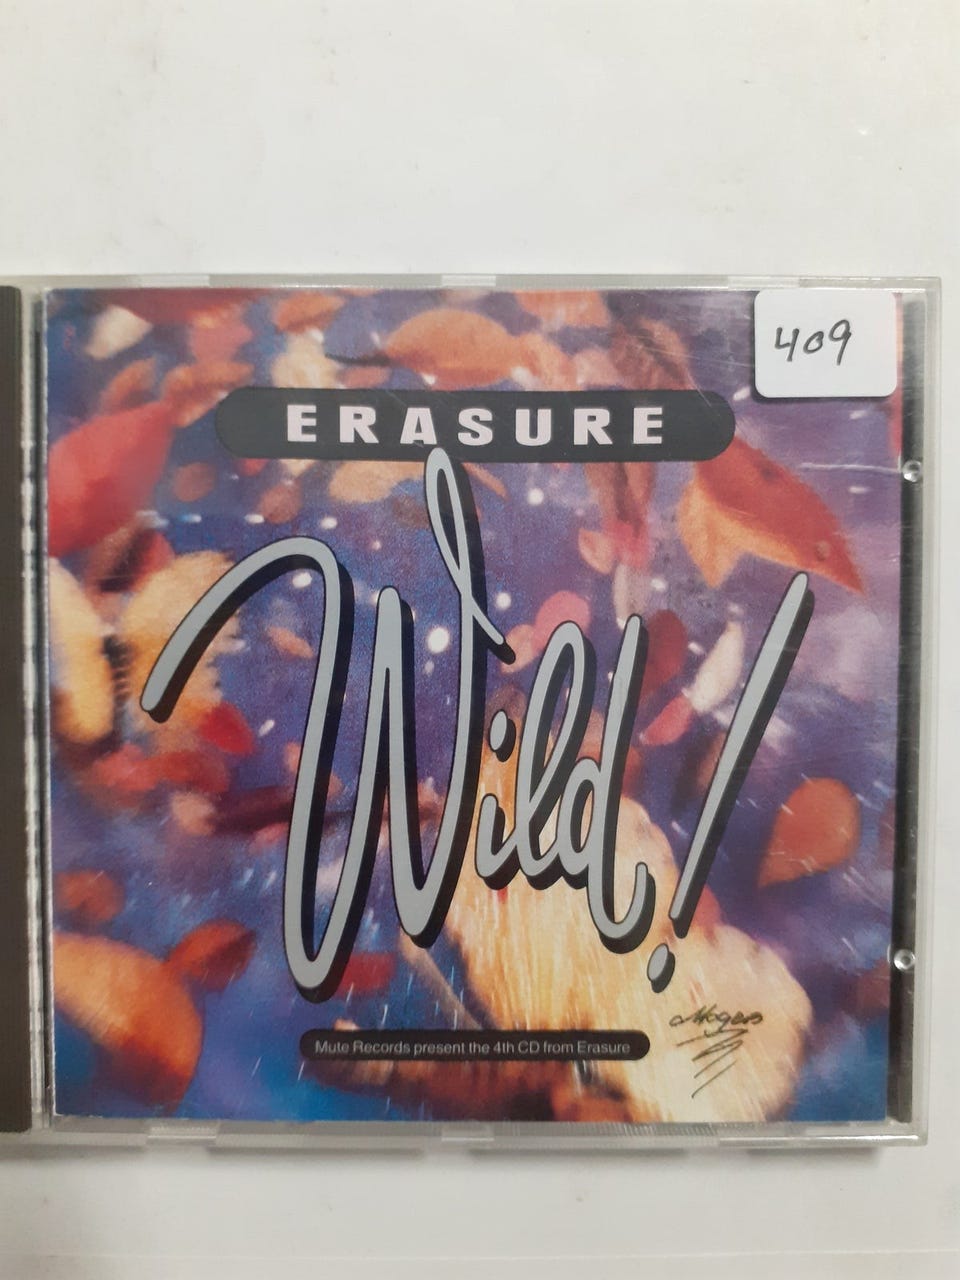 409
ERASURE
Wild!
Mute Records present the 4th CD from Erasure